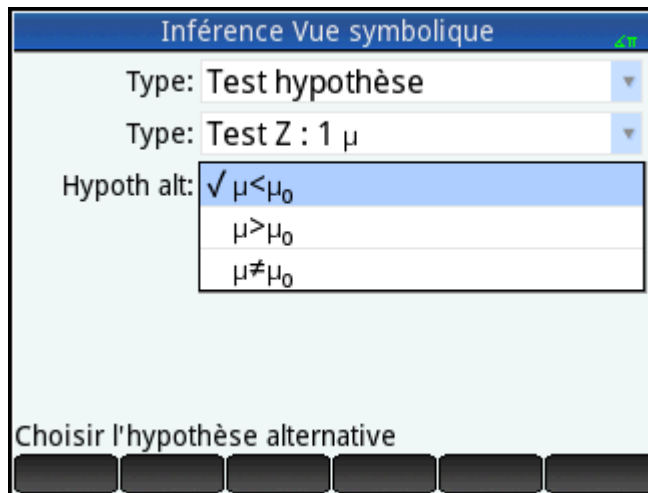 Inférence Vue symbolique
∡π
Type: Test hypothèse
Type: Test Z : 1 μ
Hypoth alt: √ μ<μ₀
μ>μ₀
μ≠μ₀
Choisir l'hypothèse alternative